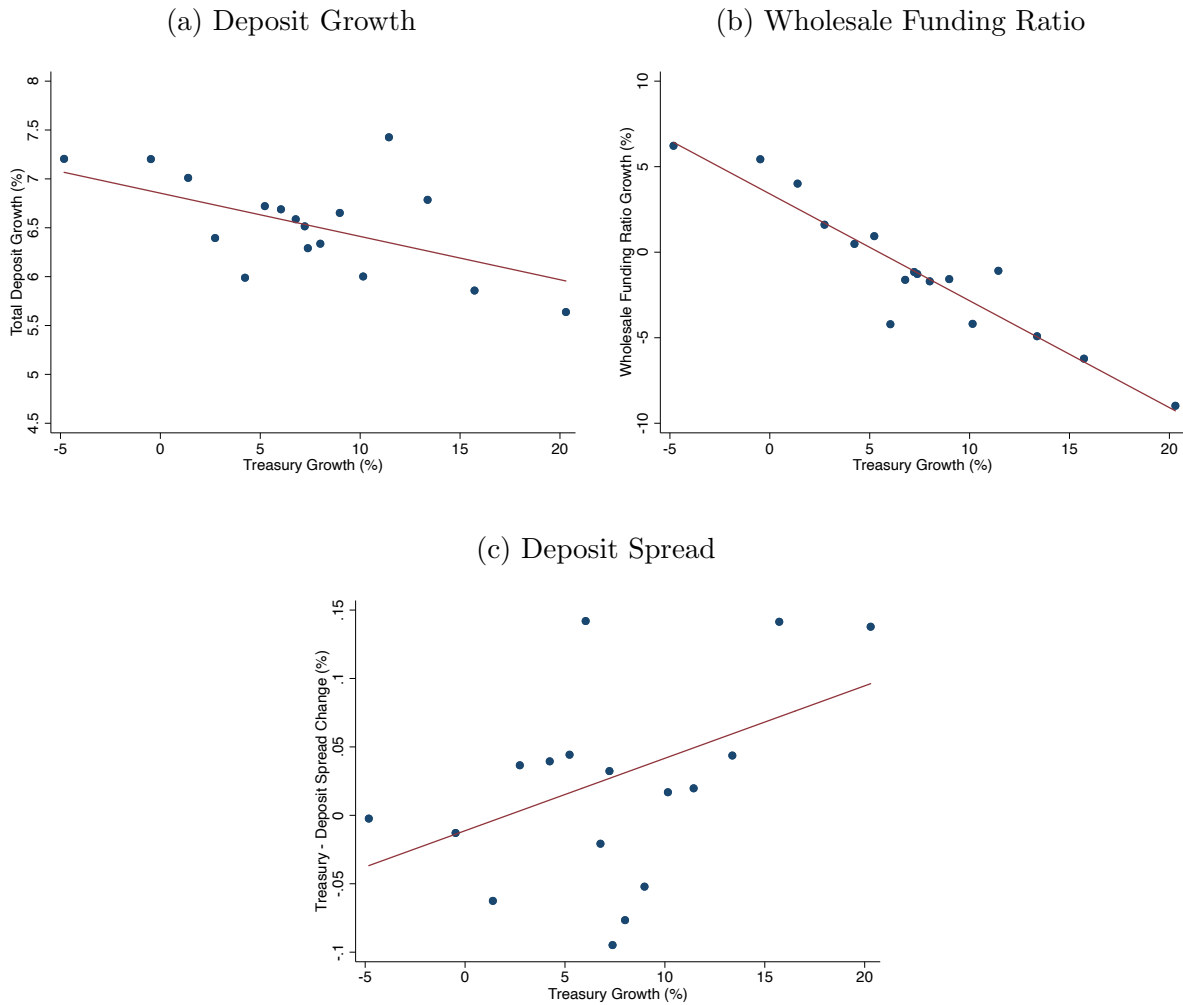 (a) Deposit Growth
Total Deposit Growth (%)
8
7.5
7
6.5
6
5.5
5
4.5
-5 0 5 10 15 20
Treasury Growth (%)
(b) Wholesale Funding Ratio
Wholesale Funding Ratio Growth (%)
10
5
0
-5
-10
-5 0 5 10 15 20
Treasury Growth (%)
(c) Deposit Spread
Treasury - Deposit Spread Change (%)
.15
.1
.05
0
-.05
-.1
-5 0 5 10 15 20
Treasury Growth (%)